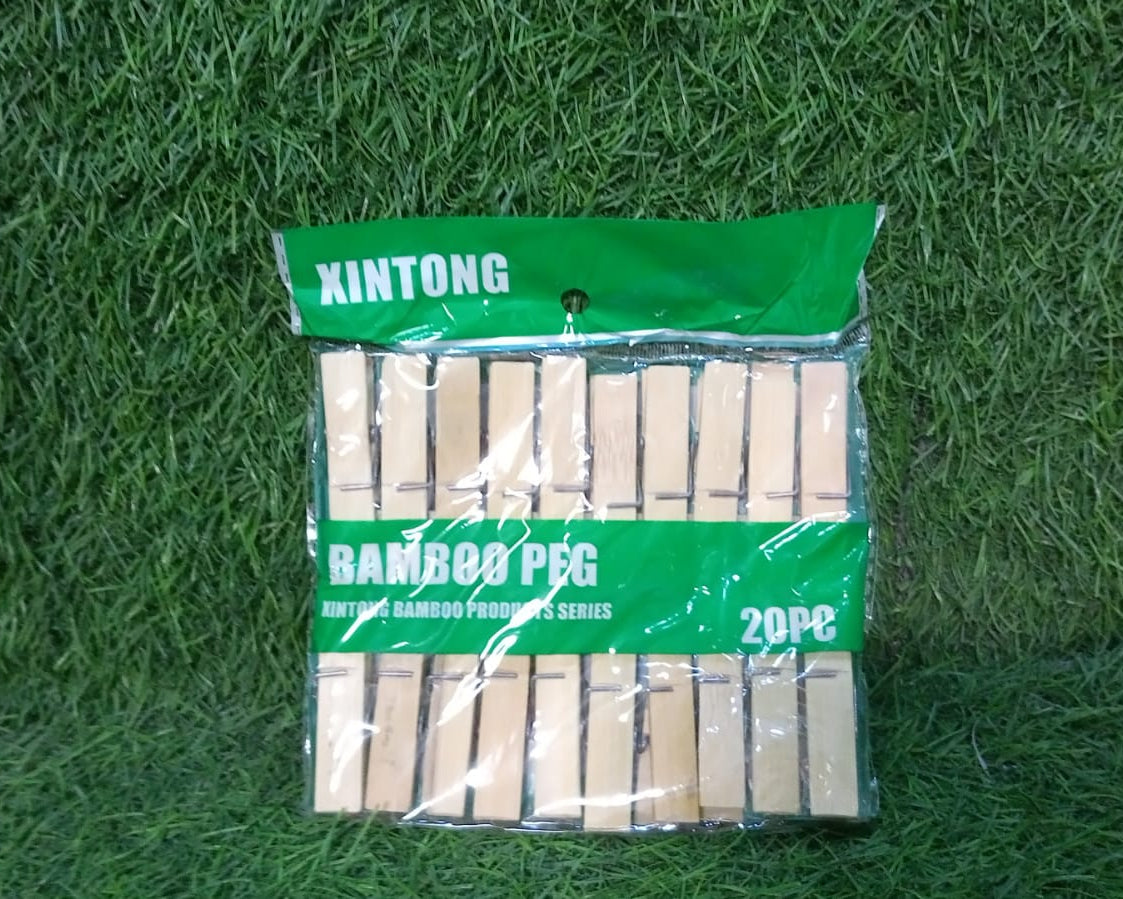 XINTONG
BAMBOO PEG
XINTONG BAMBOO PRODUCTS SERIES
20PC